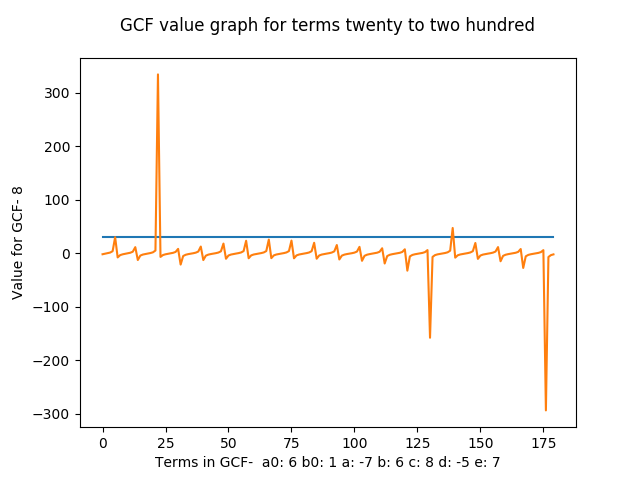 GCF value graph for terms twenty to two hundred
300
200
100
0
−100
−200
−300
Value for GCF- 8
0 25 50 75 100 125 150 175
Terms in GCF-  a0: 6 b0: 1 a: -7 b: 6 c: 8 d: -5 e: 7